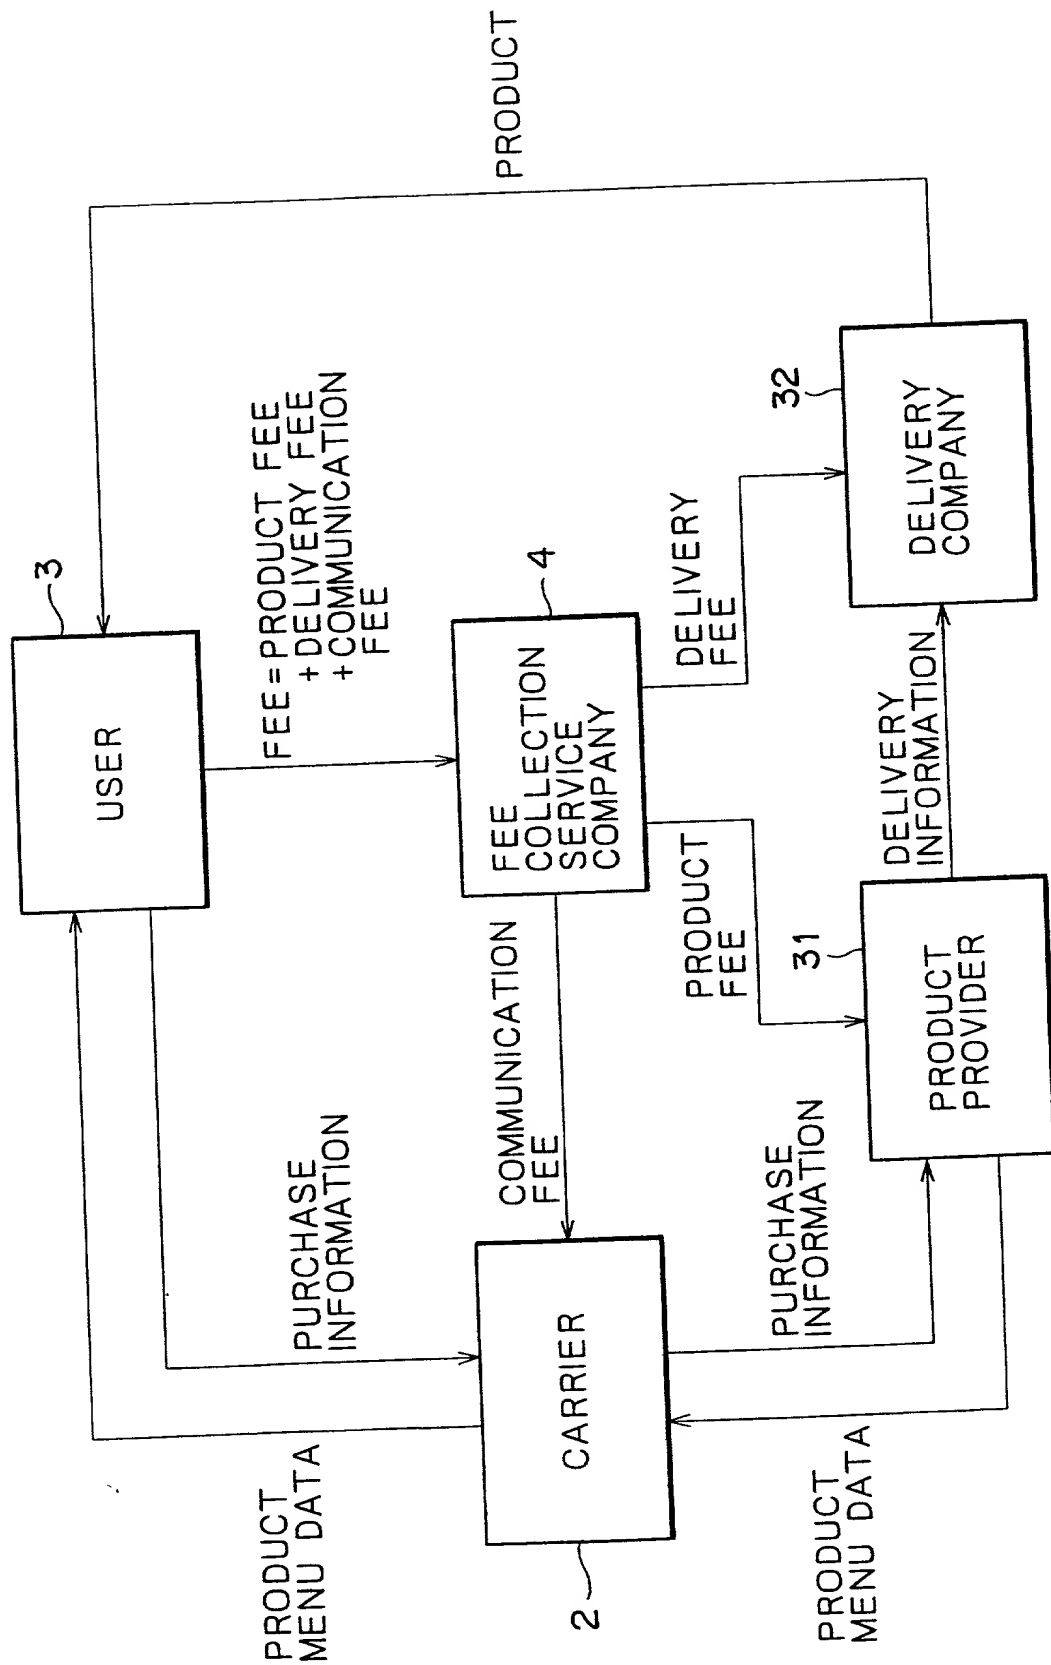 PRODUCT
MENU DATA
PURCHASE
INFORMATION
USER
3
FEE=PRODUCT FEE
+DELIVERY FEE
+COMMUNICATION
FEE
PRODUCT
2
CARRIER
COMMUNICATION
FEE
FEE
COLLECTION
SERVICE
COMPANY
4
PRODUCT
MENU DATA
PURCHASE
INFORMATION
PRODUCT
FEE
DELIVERY
FEE
31
PRODUCT
PROVIDER
DELIVERY
INFORMATION
32
DELIVERY
COMPANY